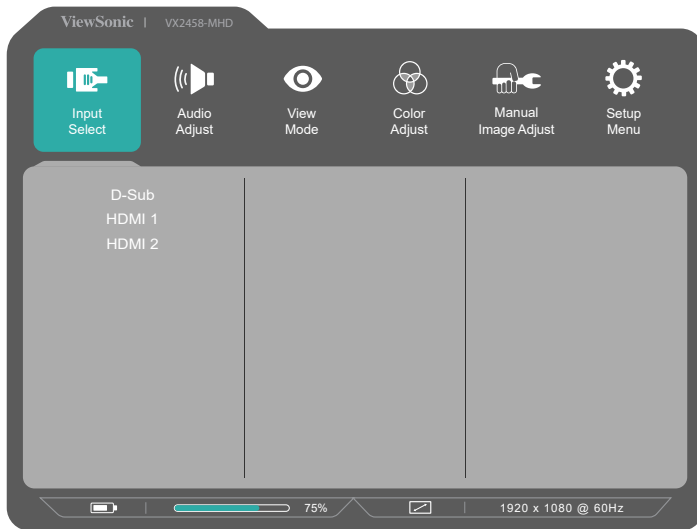 ViewSonic | VX2458-MHD
Input
Select
Audio
Adjust
View
Mode
Color
Adjust
Manual
Image Adjust
Setup
Menu
D-Sub
HDMI 1
HDMI 2
75%
1920 x 1080 @ 60Hz